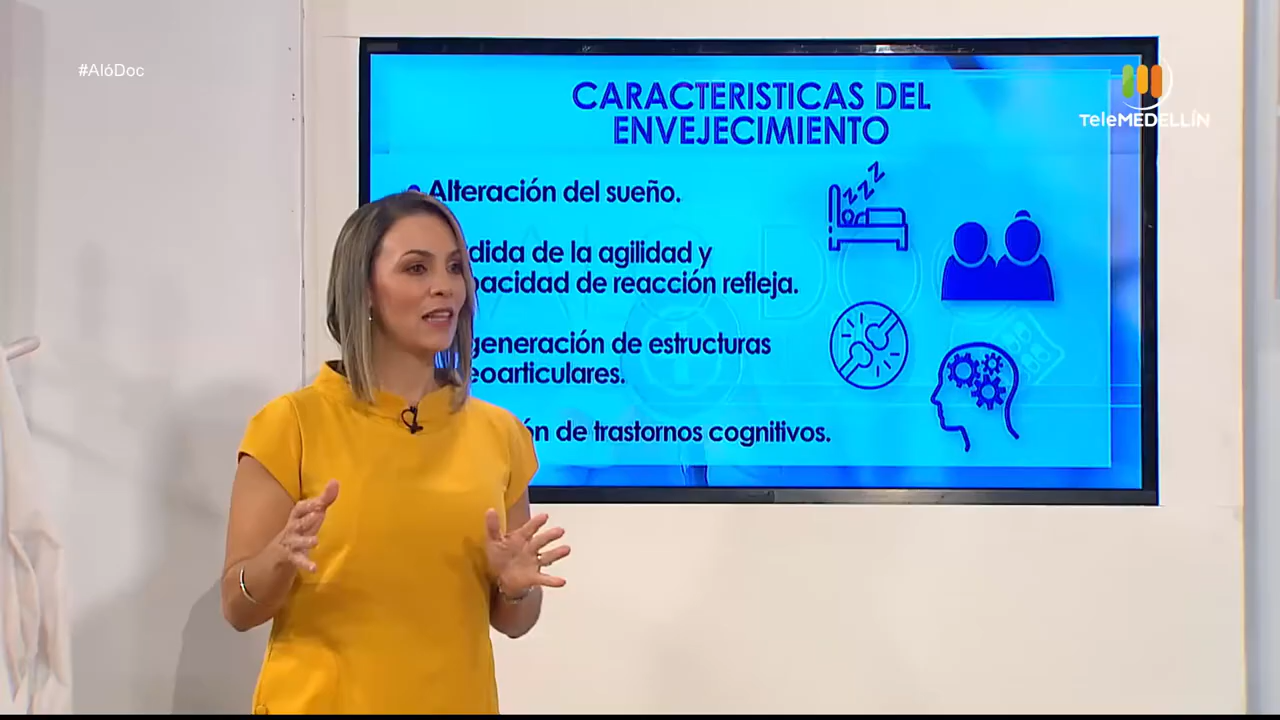 #AlóDoc
TeleMEDELLÍN
CARACTERISTICAS DEL
ENVEJECIMIENTO
Alteración del sueño.
dida de la agilidad y
pacidad de reacción refleja.
generación de estructuras
eoarticulares.
ón de trastornos cognitivos.